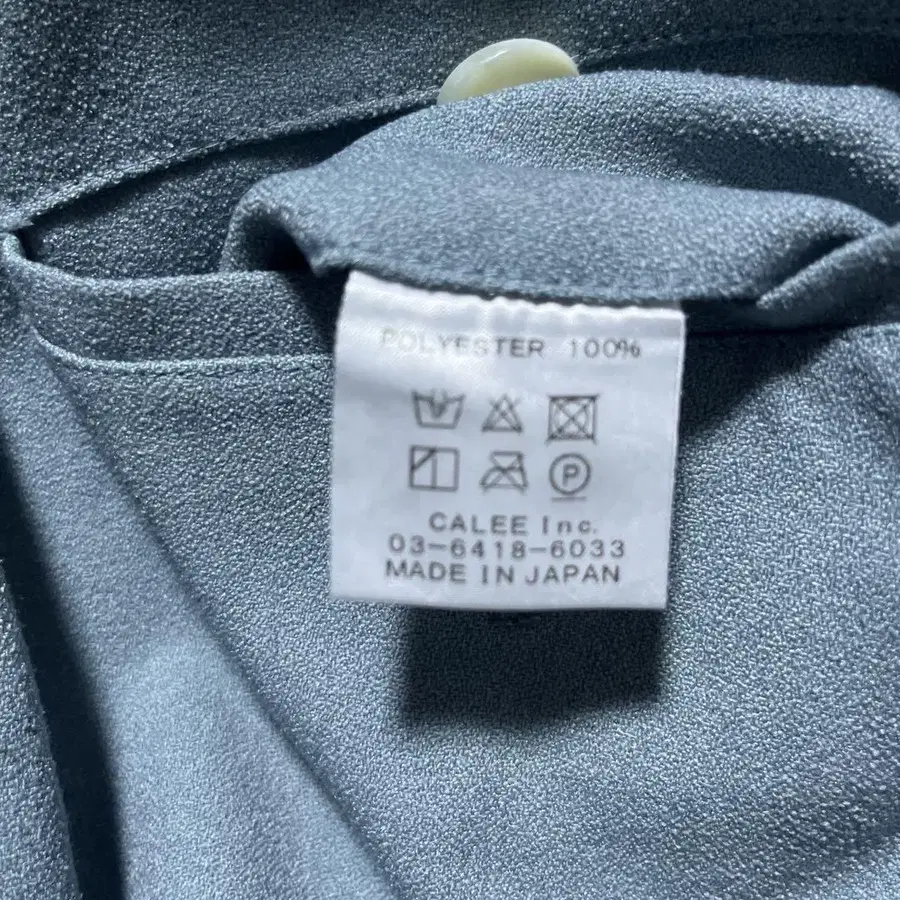 POLYESTER 100%
P
CALEE Inc.
03-6418-6033
MADE IN JAPAN